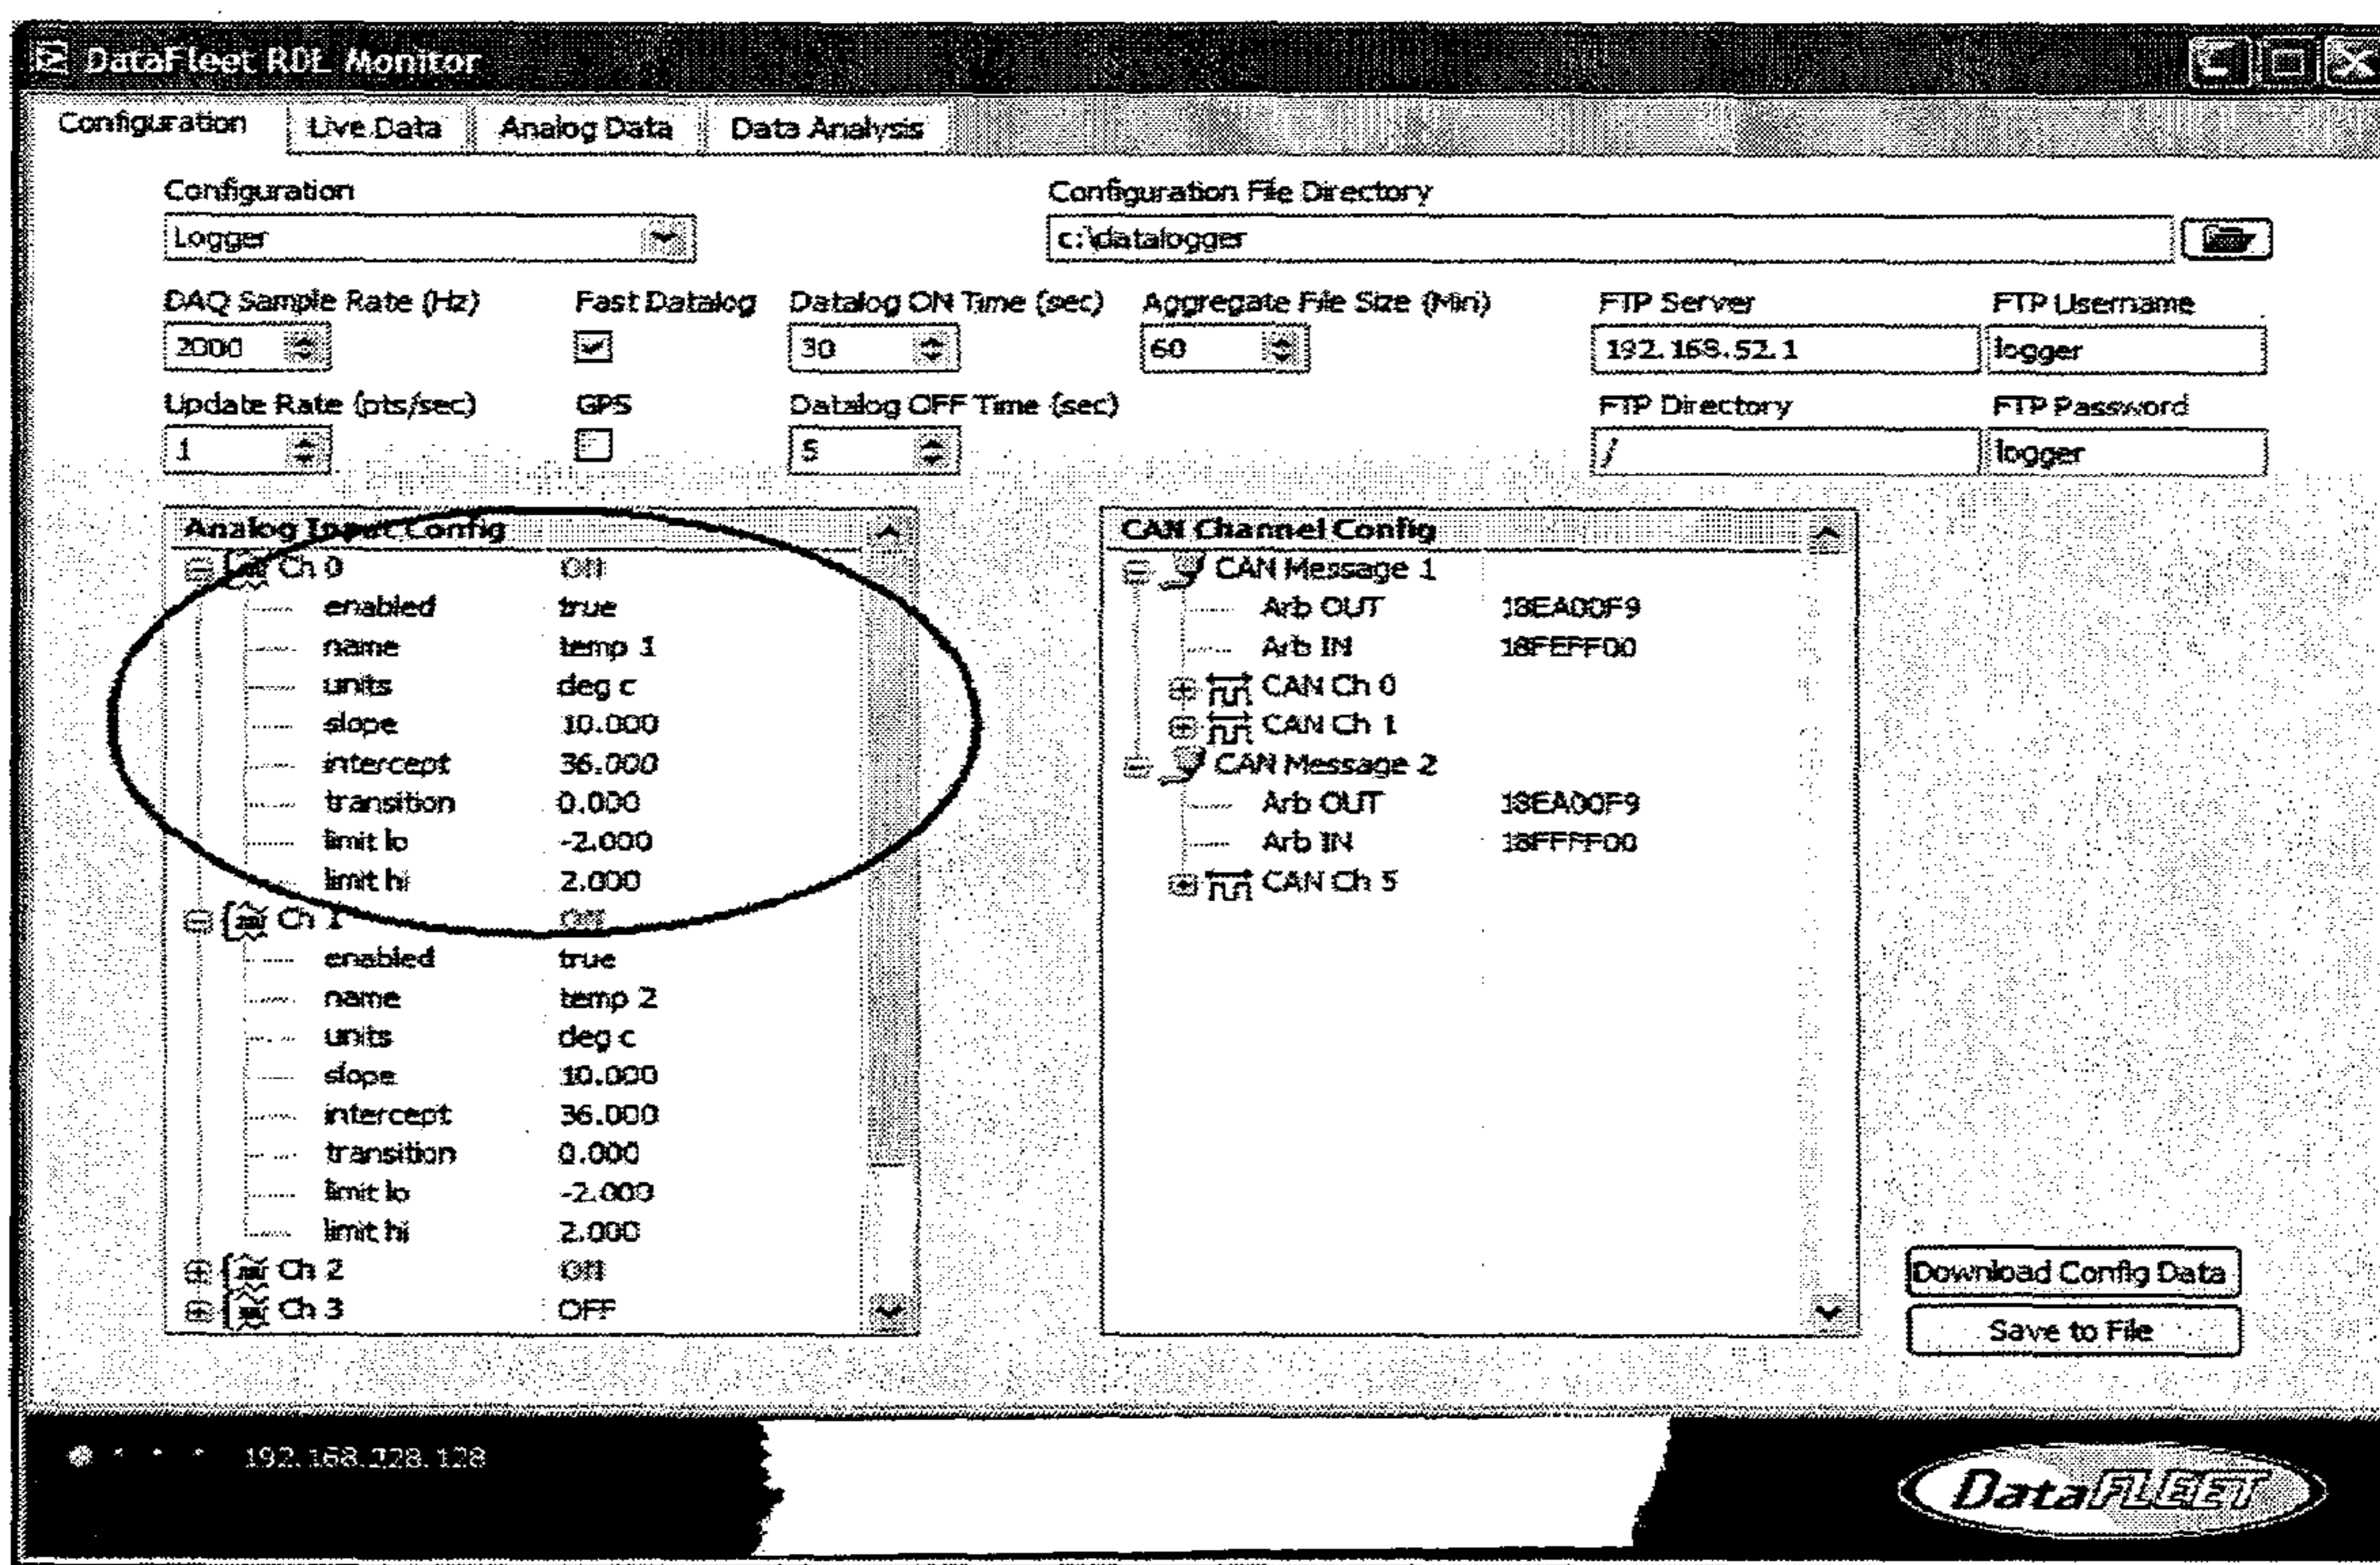 DataFleet RDL Monitor
Configuration Live Data Analog Data Data Analysis
Configuration Configuration File Directory
Logger c:\datalogger
DAQ Sample Rate (Hz) Fast Datalog Datalog ON Time (sec) Aggregate File Size (Min) FTP Server FTP Username
2000 30 60 192.168.52.1 logger
Update Rate (pts/sec) GPS Datalog OFF Time (sec) FTP Directory FTP Password
1 5 / logger
Analog Input Config
Ch 0
enabled true
name temp 1
units deg c
slope 10.000
intercept 36.000
transition 0.000
limit lo -2.000
limit hi 2.000
Ch 1
enabled true
name temp 2
units deg c
slope 10.000
intercept 36.000
transition 0.000
limit lo -2.000
limit hi 2.000
Ch 2
Ch 3 OFF
CAN Channel Config
CAN Message 1
Arb OUT 18EA00F9
Arb IN
CAN Ch 0
CAN Ch 1
CAN Message 2
Arb OUT 18EA00F9
Arb IN
CAN Ch 5
Download Config Data
Save to File
192.168.228.128
DataFLEET